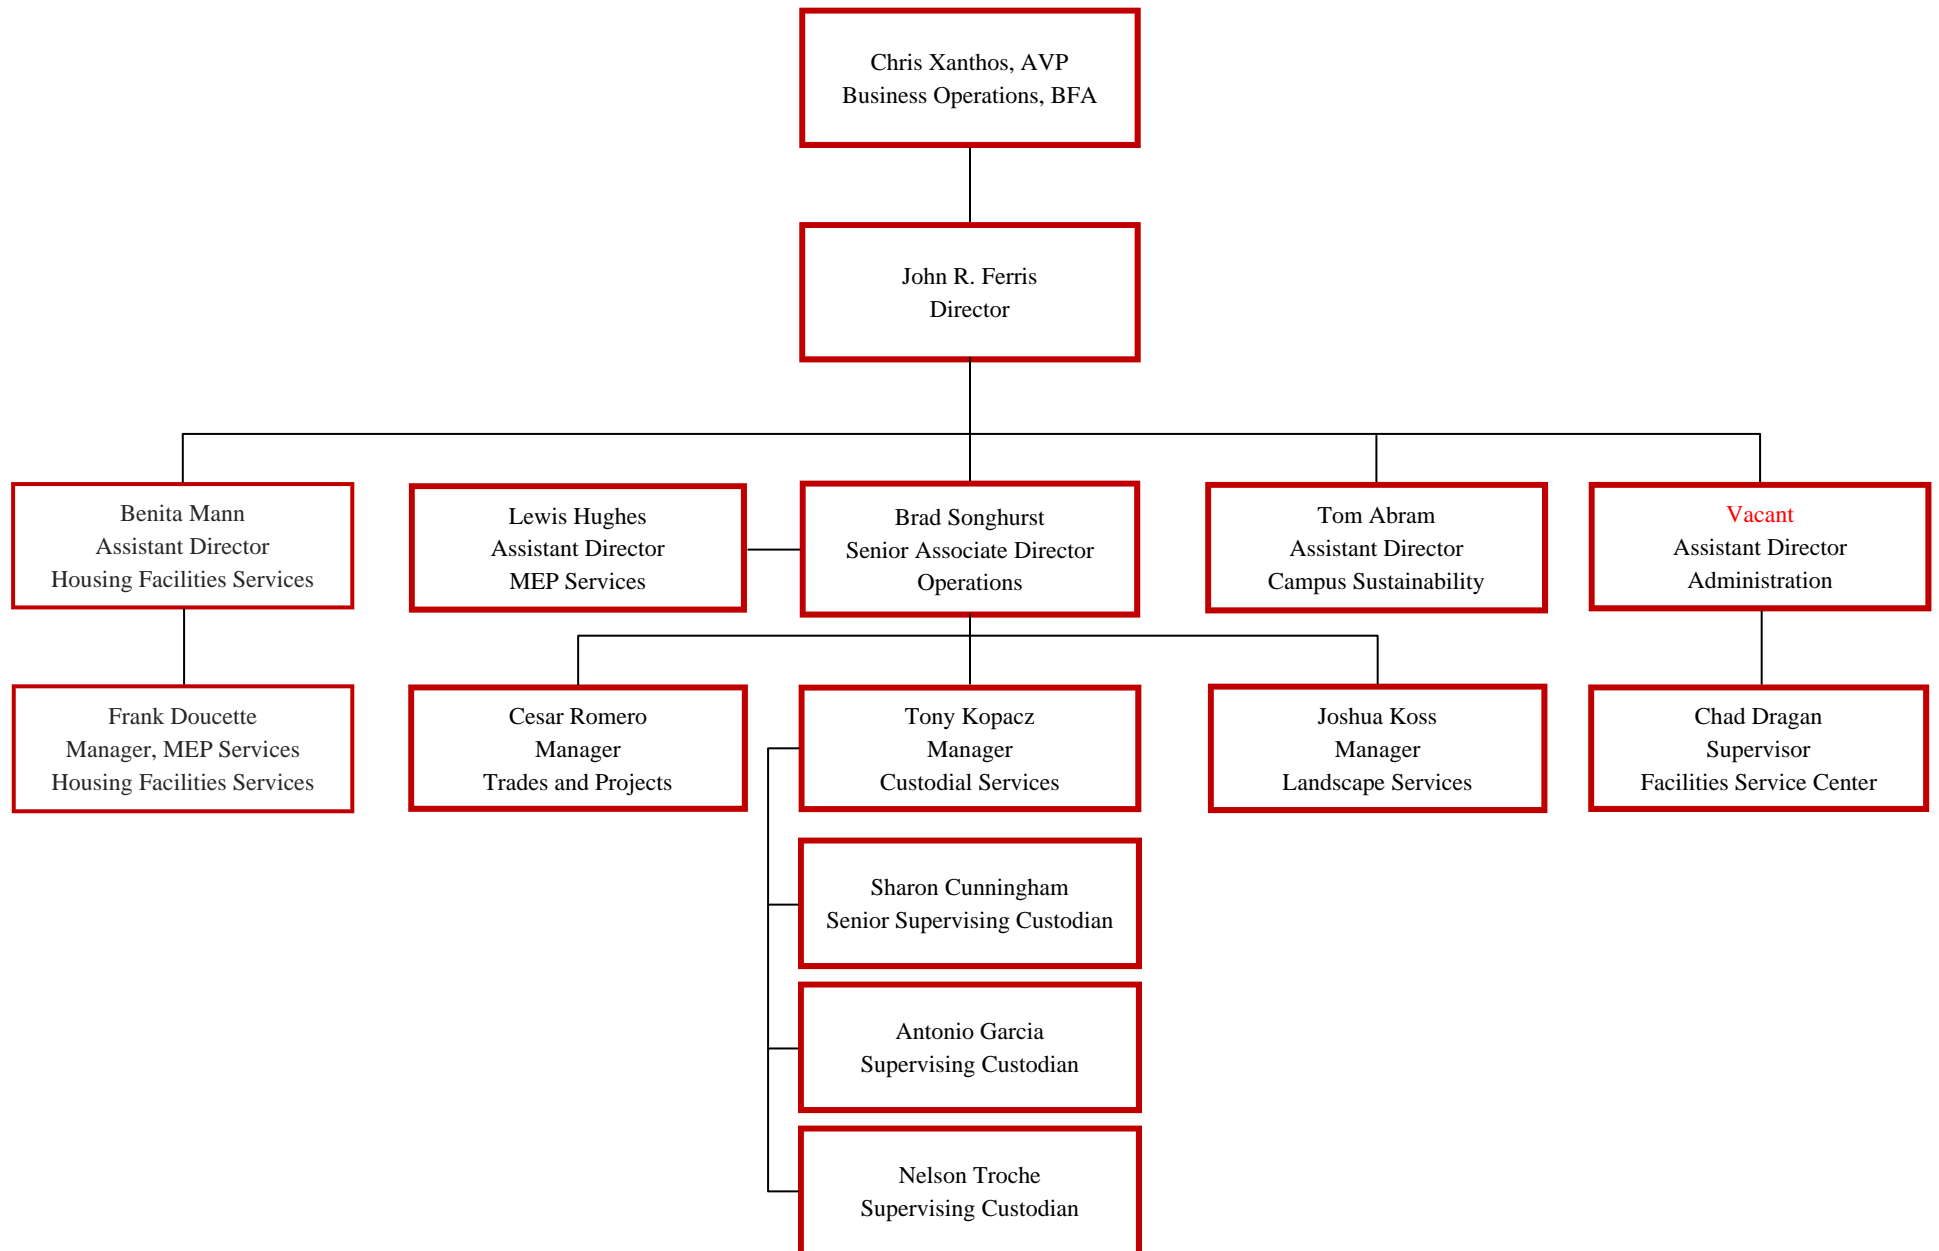 Chris Xanthos, AVP
Business Operations, BFA
John R. Ferris
Director
Benita Mann
Assistant Director
Housing Facilities Services
Lewis Hughes
Assistant Director
MEP Services
Brad Songhurst
Senior Associate Director
Operations
Tom Abram
Assistant Director
Campus Sustainability
Vacant
Assistant Director
Administration
Frank Doucette
Manager, MEP Services
Housing Facilities Services
Cesar Romero
Manager
Trades and Projects
Tony Kopacz
Manager
Custodial Services
Joshua Koss
Manager
Landscape Services
Chad Dragan
Supervisor
Facilities Service Center
Sharon Cunningham
Senior Supervising Custodian
Antonio Garcia
Supervising Custodian
Nelson Troche
Supervising Custodian